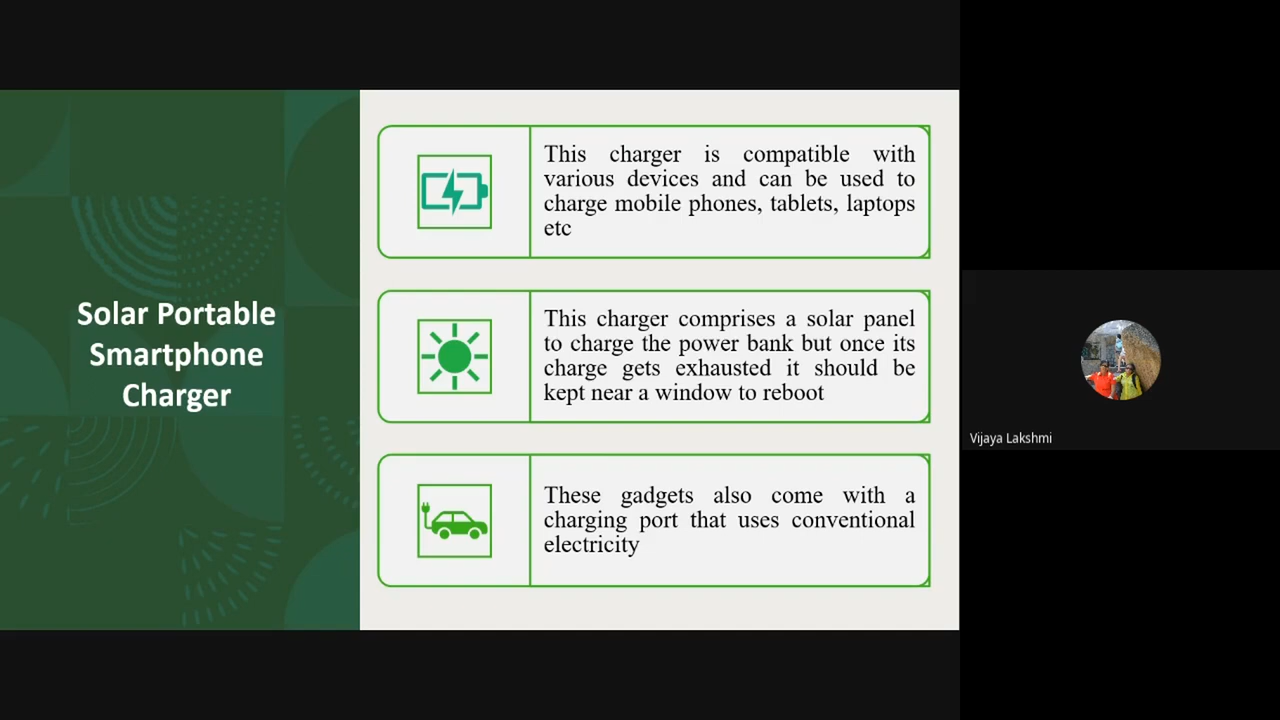 Solar Portable
Smartphone
Charger
This charger is compatible with
various devices and can be used to
charge mobile phones, tablets, laptops
etc
This charger comprises a solar panel
to charge the power bank but once its
charge gets exhausted it should be
kept near a window to reboot
These gadgets also come with a
charging port that uses conventional
electricity
Vijaya Lakshmi